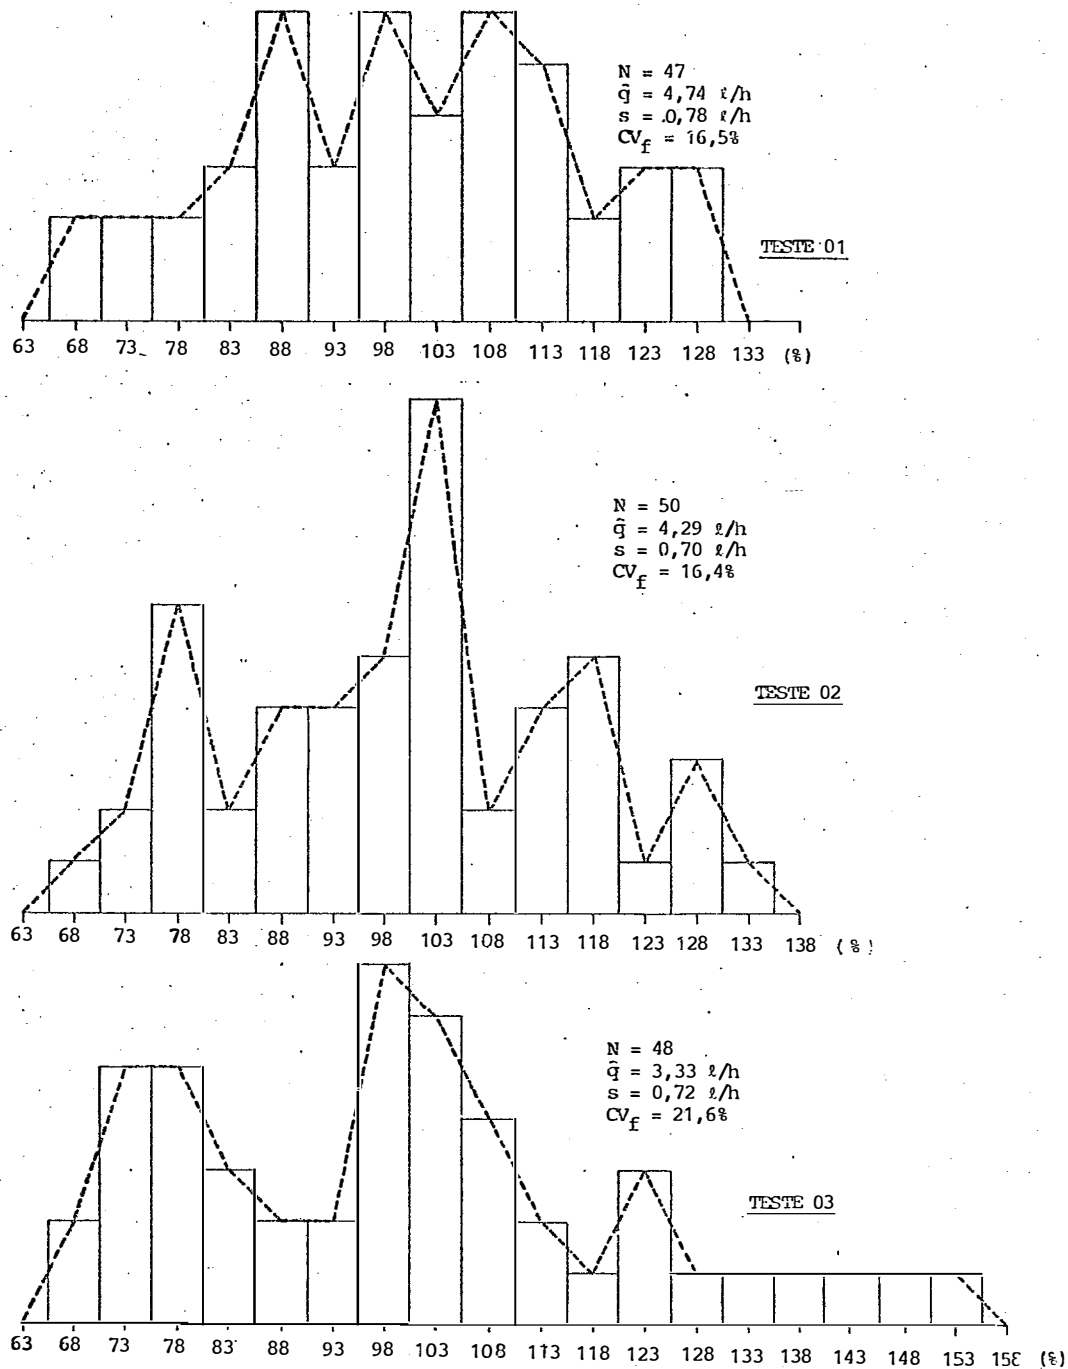 N = 47
q̄ = 4,74 ℓ/h
s = 0,78 ℓ/h
CVf = 16,5%
TESTE 01
63 68 73 78 83 88 93 98 103 108 113 118 123 128 133 (%)
N = 50
q̄ = 4,29 ℓ/h
s = 0,70 ℓ/h
CVf = 16,4%
TESTE 02
63 68 73 78 83 88 93 98 103 108 113 118 123 128 133 138 (%)
N = 48
q̄ = 3,33 ℓ/h
s = 0,72 ℓ/h
CVf = 21,6%
TESTE 03
63 68 73 78 83 88 93 98 103 108 113 118 123 128 133 138 143 148 153 158 (%)